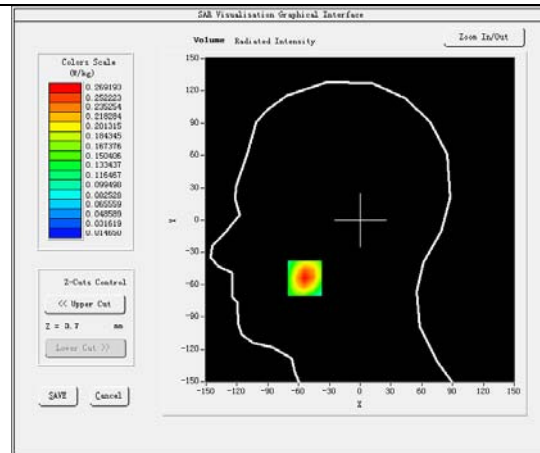 SAR Visualisation Graphical Interface
Volume Radiated Intensity
Zoom In/Out
Colors Scale
(W/kg)
0.269193
0.252223
0.235254
0.218284
0.201315
0.184345
0.167376
0.150406
0.133437
0.116467
0.099498
0.082528
0.065559
0.048589
0.031619
0.014650
Z-Cuts Control
<< Upper Cut
Z = 3.7 mm
Lower Cut >>
SAVE Cancel
150
120
90
60
30
0
-30
-60
-90
-120
-150
Y
-150 -120 -90 -60 -30 0 30 60 90 120 150
X